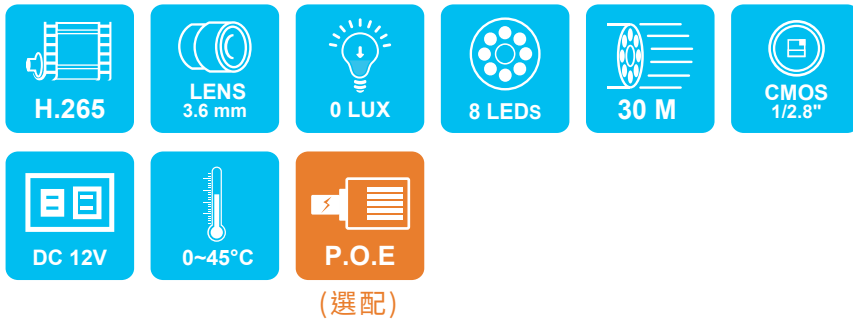 H.265
LENS
3.6 mm
0 LUX
8 LEDs
30 M
CMOS
1/2.8"
DC 12V
0~45°C
P.O.E
(選配)